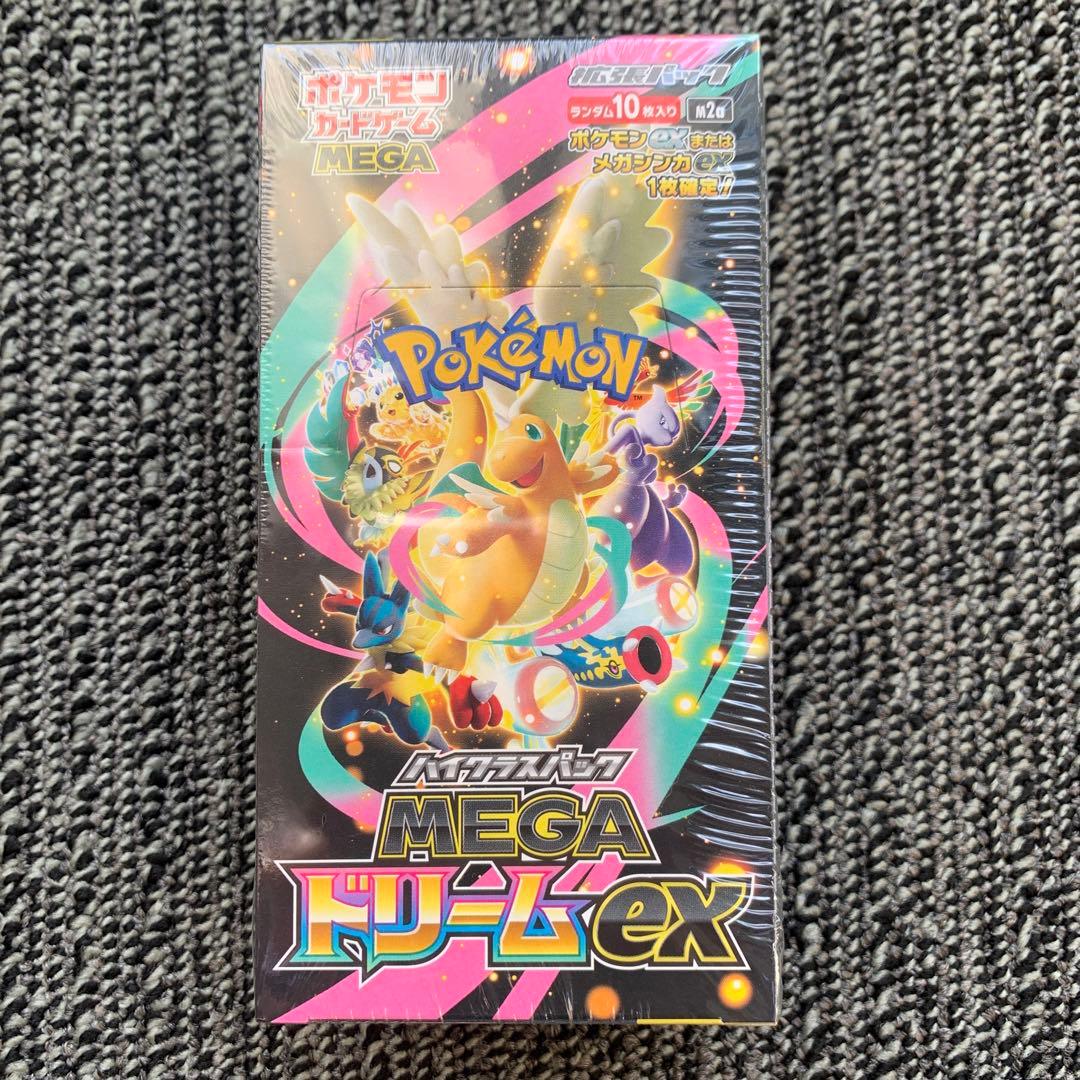 ポケモン
カードゲーム
MEGA
拡張パック
ランダム10枚入り M2a
ポケモンexまたは
メガシンカex
1枚確定!
POKéMON
TM
ハイクラスパック
MEGA
ドリームex